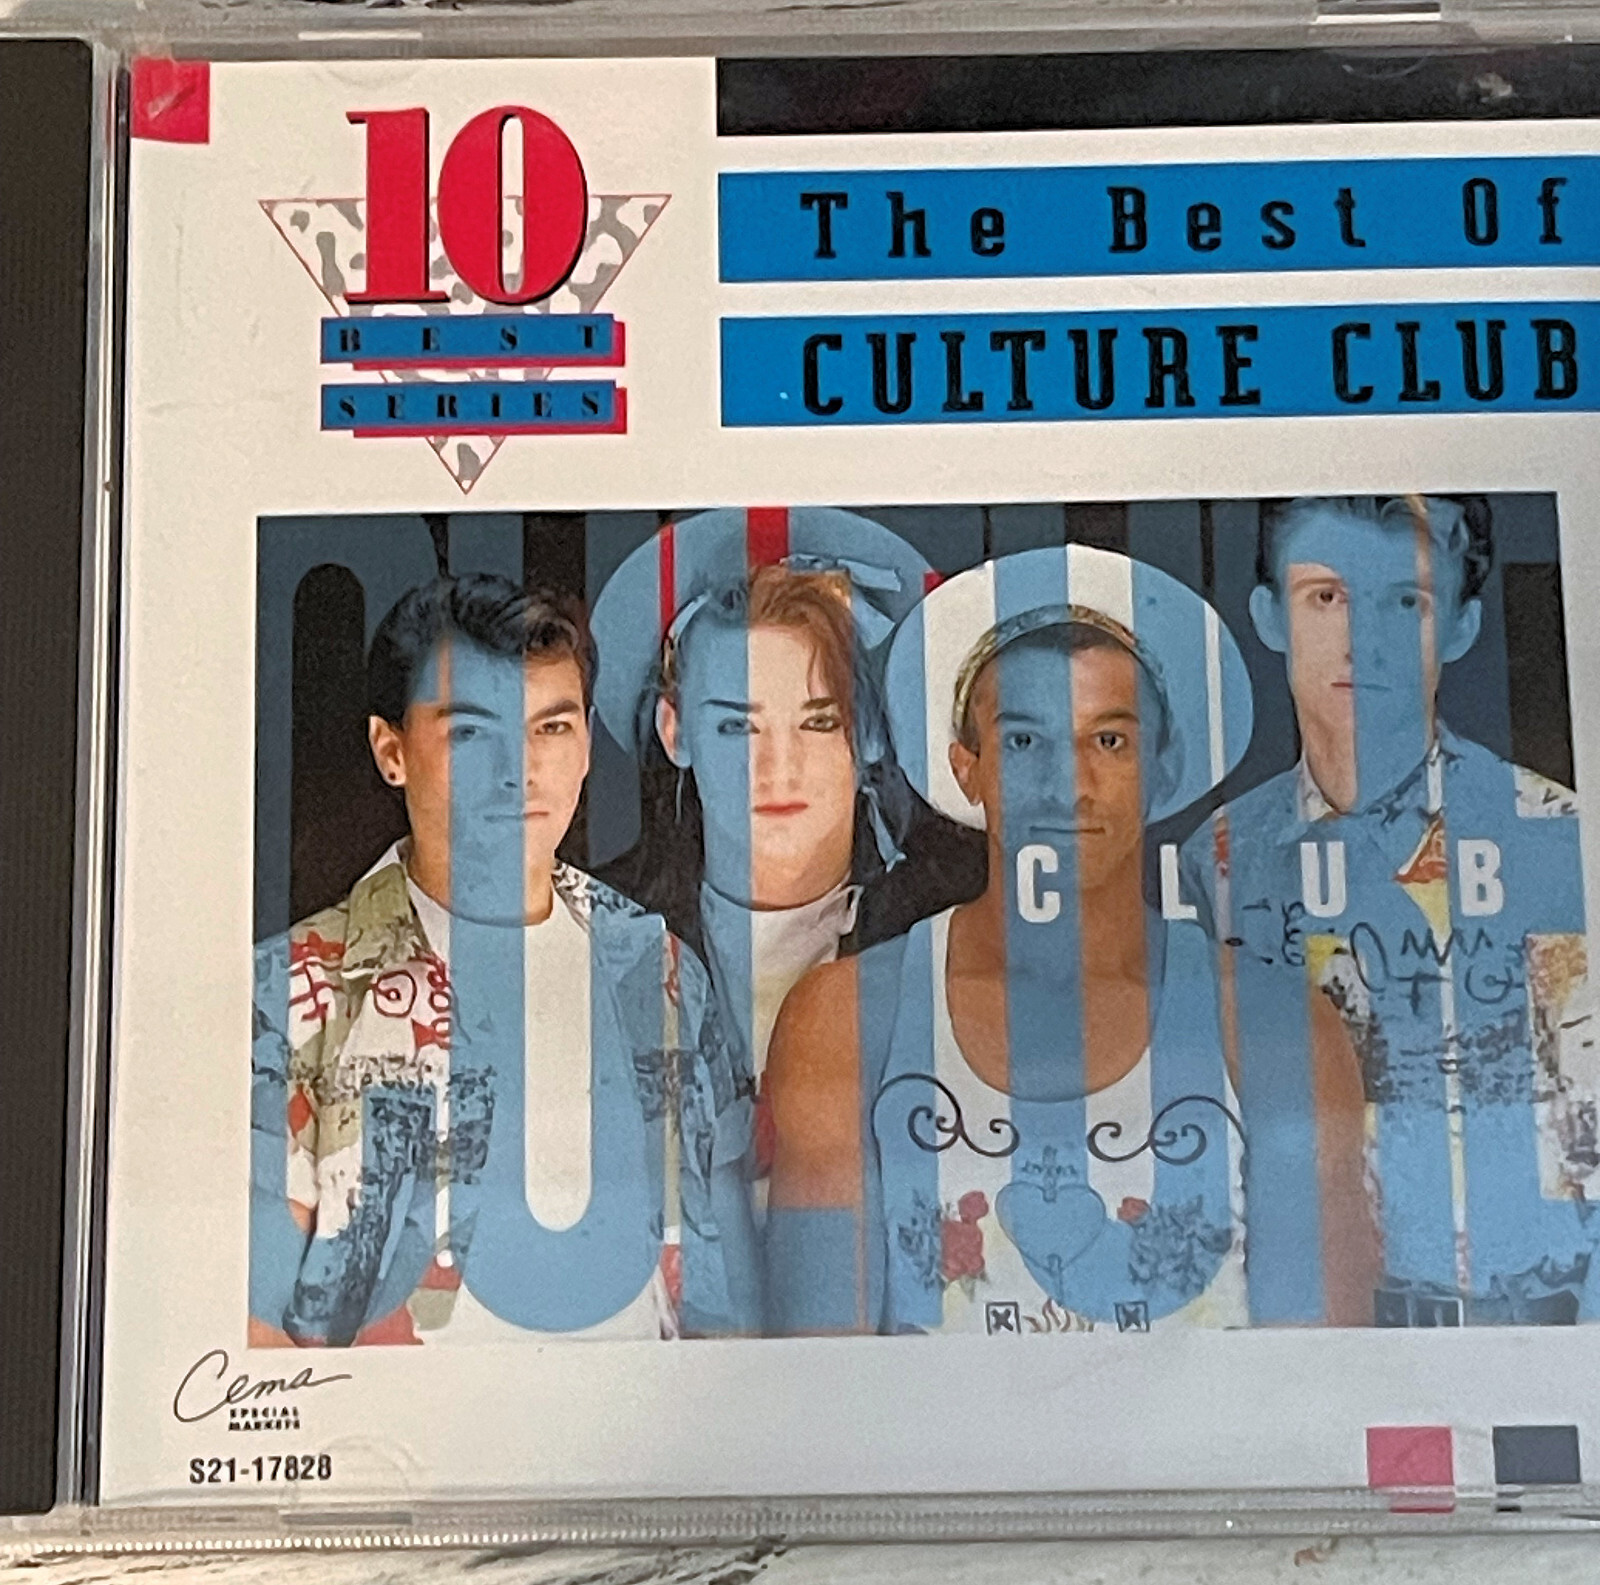 10
BEST
SERIES
The Best Of
CULTURE CLUB
CLUB
Cema
SPECIAL
MARKETS
S21-17828